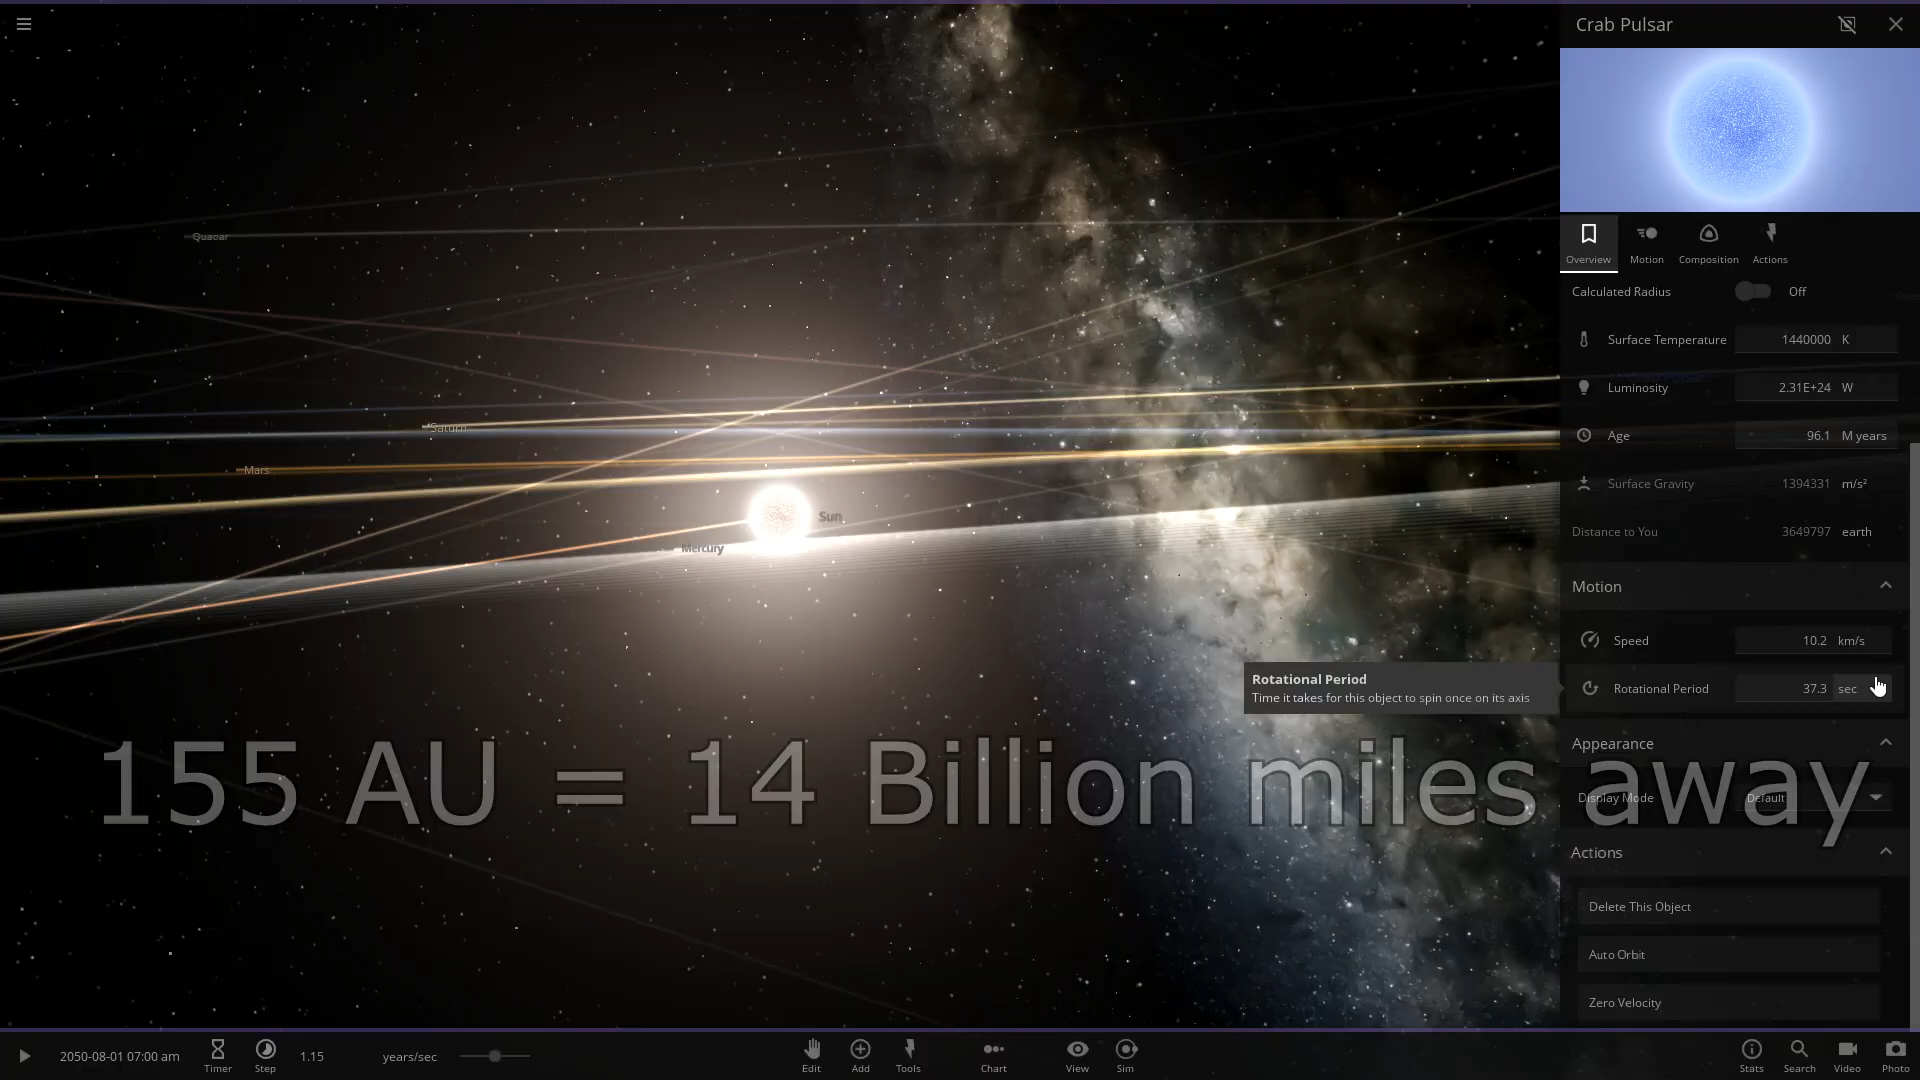 Crab Pulsar
Quaoar
Overview
Motion
Composition
Actions
Calculated Radius
Off
Surface Temperature
1440000 K
Luminosity
2.31E+24 W
Age
96.1 M years
Surface Gravity
1394331 m/s²
Distance to You
3649797 earth
Saturn
Mars
Sun
Mercury
Motion
Speed
10.2 km/s
Rotational Period
Time it takes for this object to spin once on its axis
Rotational Period
37.3 sec
155 AU = 14 Billion miles away
Appearance
Display Mode
Default
Actions
Delete This Object
Auto Orbit
Zero Velocity
2050-08-01 07:00 am
Timer
Step
1.15
years/sec
Edit
Add
Tools
Chart
View
Sim
Stats
Search
Video
Photo